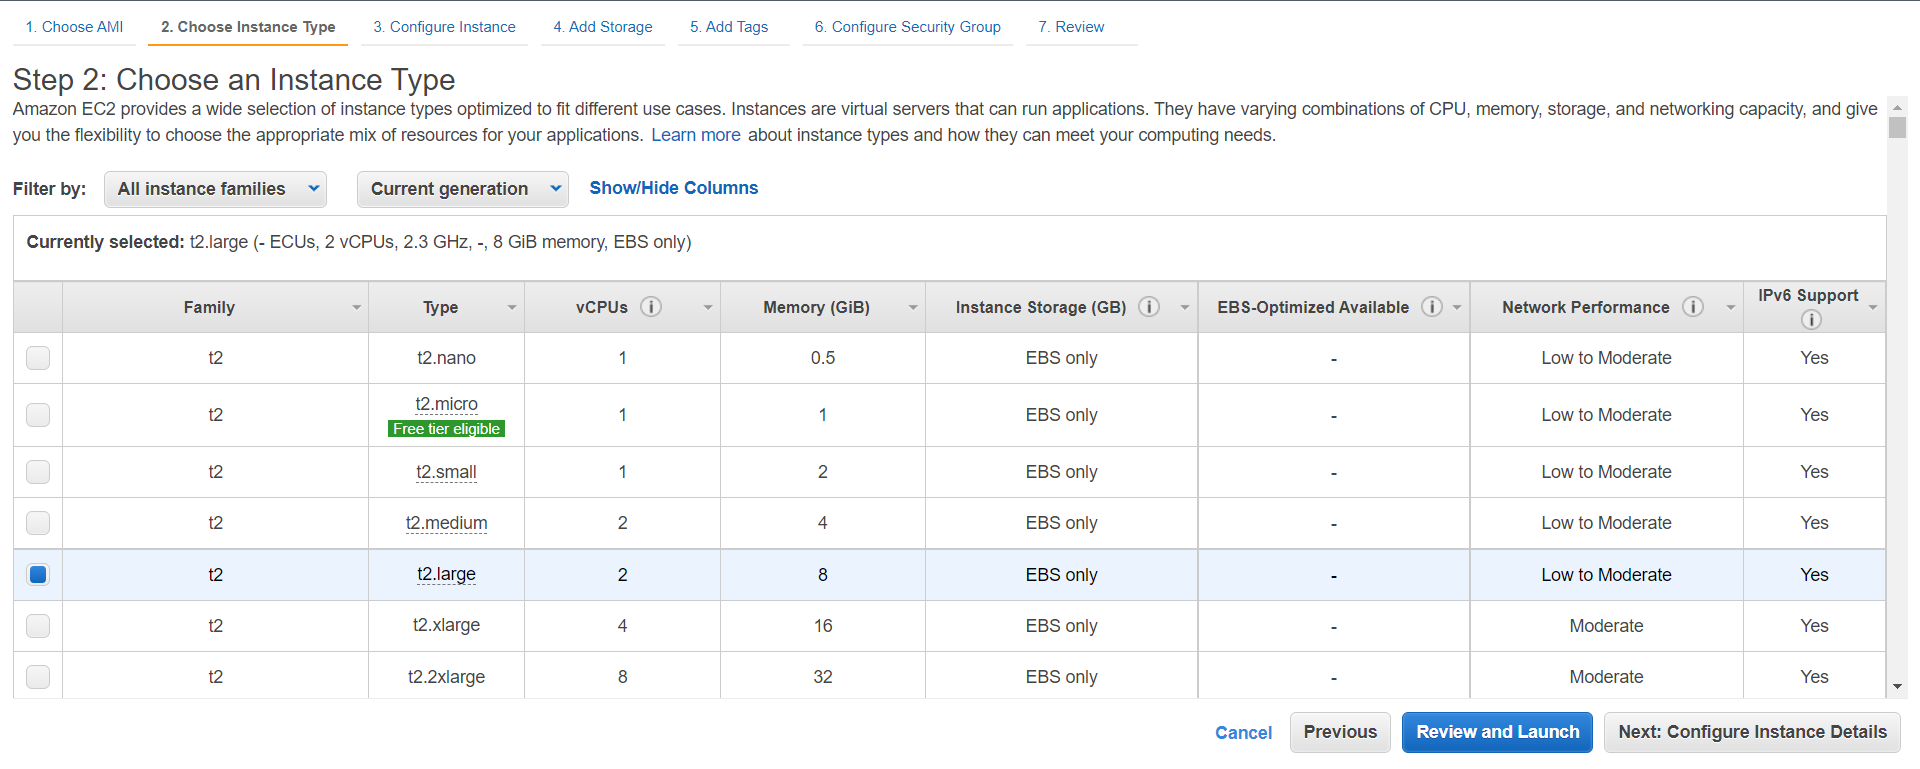 1. Choose AMI 2. Choose Instance Type 3. Configure Instance 4. Add Storage 5. Add Tags 6. Configure Security Group 7. Review
Step 2: Choose an Instance Type
Amazon EC2 provides a wide selection of instance types optimized to fit different use cases. Instances are virtual servers that can run applications. They have varying combinations of CPU, memory, storage, and networking capacity, and give
you the flexibility to choose the appropriate mix of resources for your applications. Learn more about instance types and how they can meet your computing needs.
Filter by: All instance families Current generation Show/Hide Columns
Currently selected: t2.large (- ECUs, 2 vCPUs, 2.3 GHz, -, 8 GiB memory, EBS only)
Family Type vCPUs i Memory (GiB) Instance Storage (GB) i EBS-Optimized Available i Network Performance i IPv6 Support i
t2 t2.nano 1 0.5 EBS only - Low to Moderate Yes
t2 t2.micro 1 1 EBS only - Low to Moderate Yes
Free tier eligible
t2 t2.small 1 2 EBS only - Low to Moderate Yes
t2 t2.medium 2 4 EBS only - Low to Moderate Yes
t2 t2.large 2 8 EBS only - Low to Moderate Yes
t2 t2.xlarge 4 16 EBS only - Moderate Yes
t2 t2.2xlarge 8 32 EBS only - Moderate Yes
Cancel Previous Review and Launch Next: Configure Instance Details